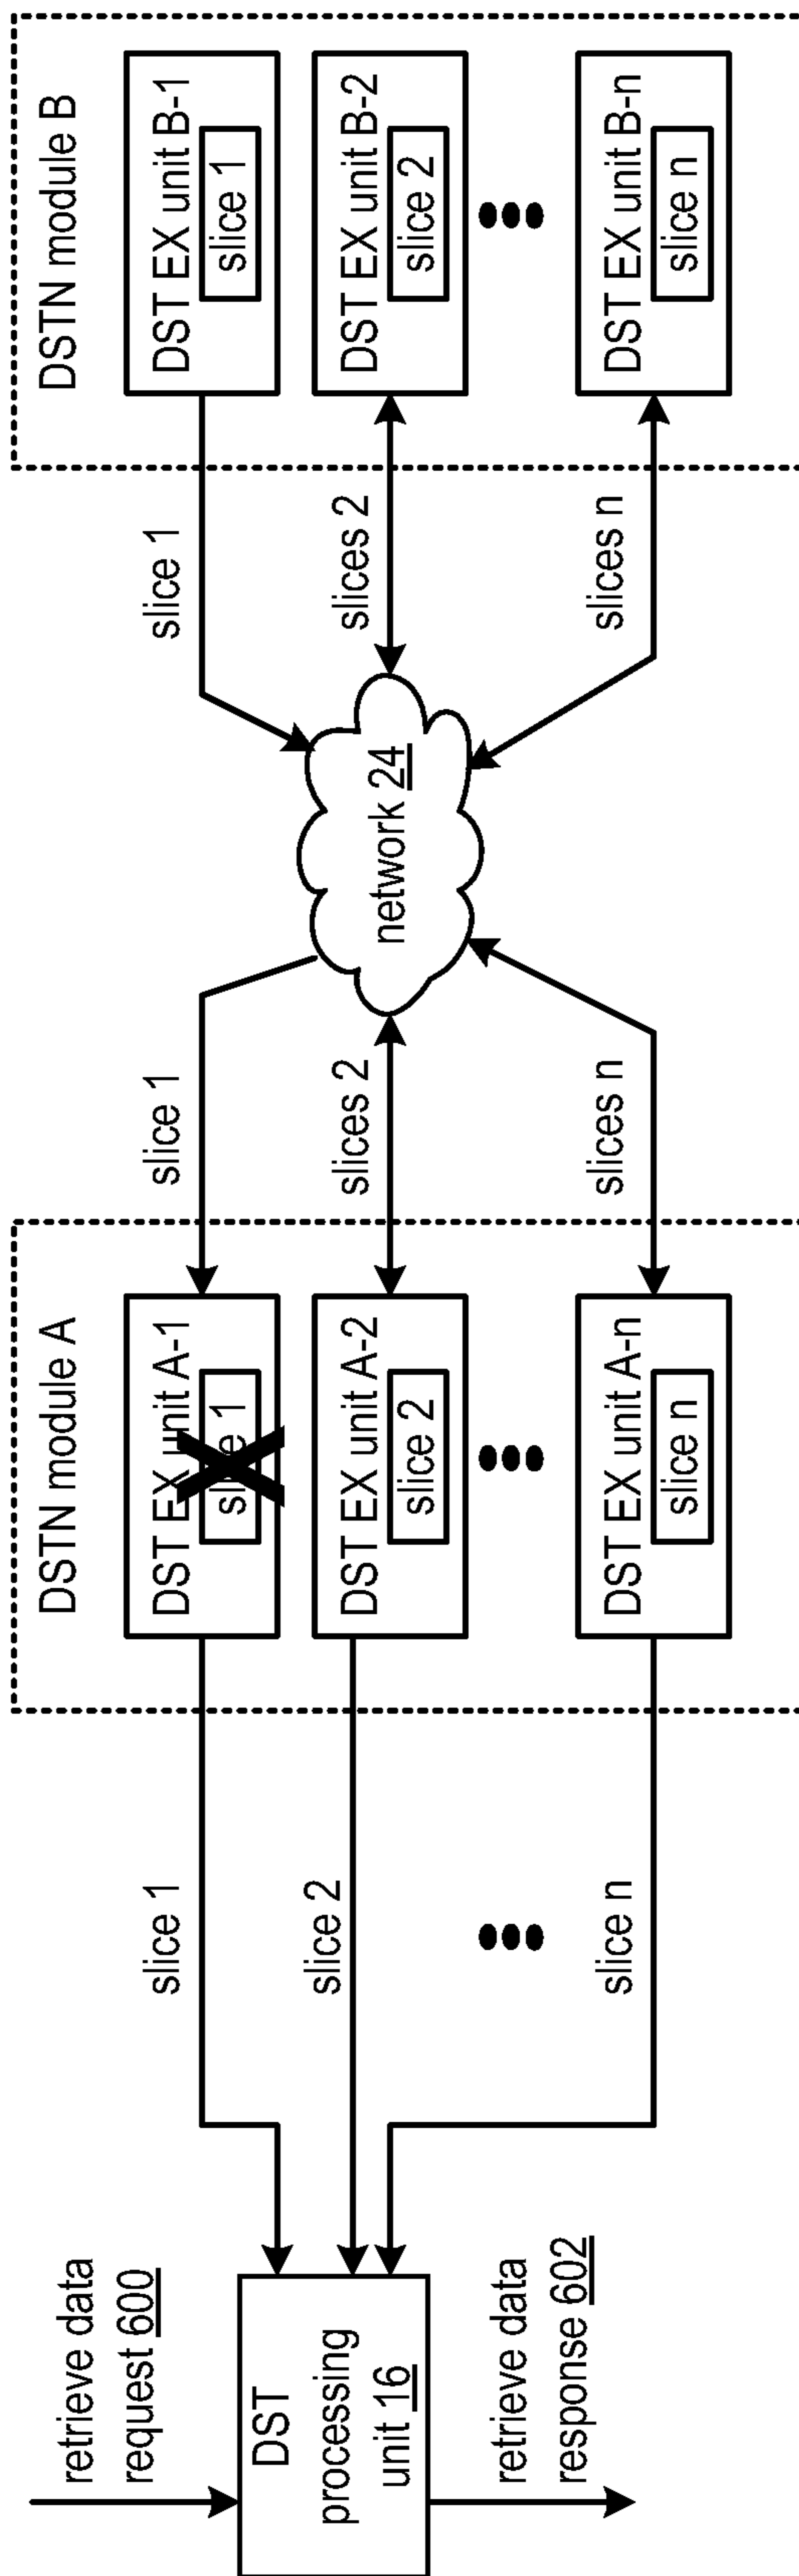 retrieve data
request 600
DST
processing
unit 16
retrieve data
response 602
slice 1
slice 2
slice n
DSTN module A
DST EX unit A-1
slice 1
DST EX unit A-2
slice 2
DST EX unit A-n
slice n
slice 1
slices 2
slices n
network 24
slice 1
slices 2
slices n
DSTN module B
DST EX unit B-1
slice 1
DST EX unit B-2
slice 2
DST EX unit B-n
slice n